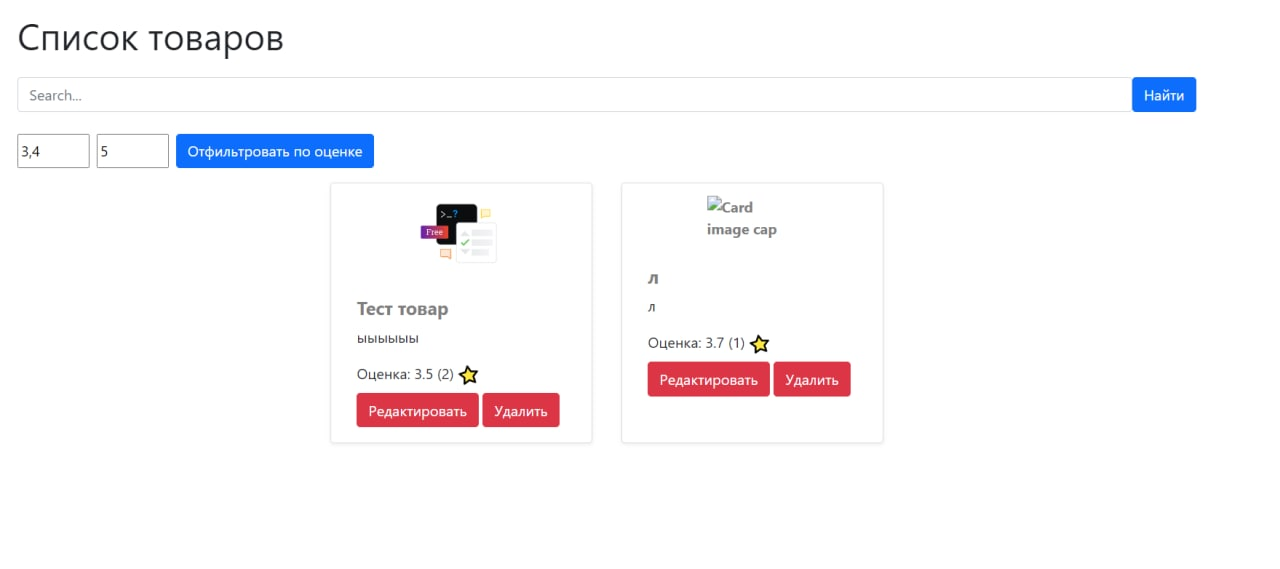 Список товаров
Search...
Найти
3,4
5
Отфильтровать по оценке
>_?
Free
Тест товар
ыыыыыы
Оценка: 3.5 (2)
Редактировать
Удалить
Card
image cap
л
л
Оценка: 3.7 (1)
Редактировать
Удалить